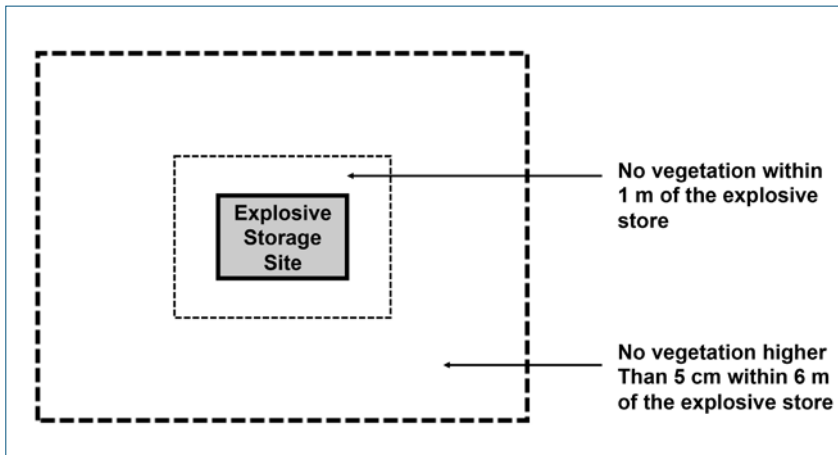 No vegetation within
1 m of the explosive
store
Explosive
Storage
Site
No vegetation higher
Than 5 cm within 6 m
of the explosive store